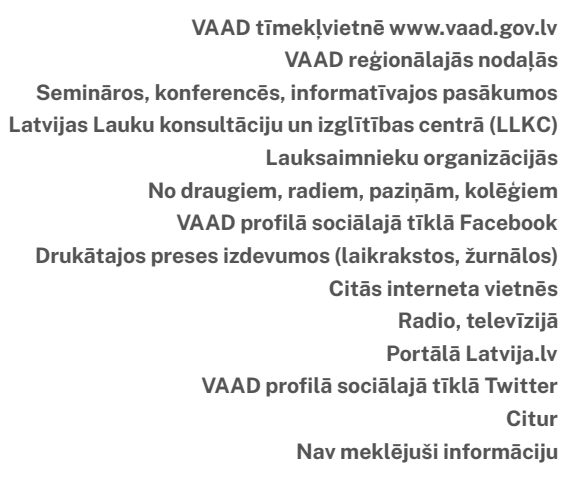 VAAD tīmekļvietnē www.vaad.gov.lv
VAAD reģionālajās nodaļās
Semināros, konferencēs, informatīvajos pasākumos
Latvijas Lauku konsultāciju un izglītības centrā (LLKC)
Lauksaimnieku organizācijās
No draugiem, radiem, paziņām, kolēģiem
VAAD profilā sociālajā tīklā Facebook
Drukātajos preses izdevumos (laikrakstos, žurnālos)
Citās interneta vietnēs
Radio, televīzijā
Portālā Latvija.lv
VAAD profilā sociālajā tīklā Twitter
Citur
Nav meklējuši informāciju